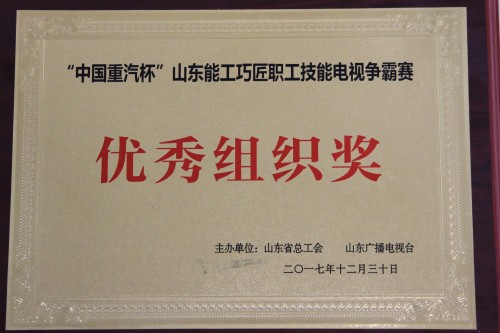 “中国重汽杯”山东能工巧匠职工技能电视争霸赛
优秀组织奖
主办单位：山东省总工会 山东广播电视台
二〇一七年十二月三十日